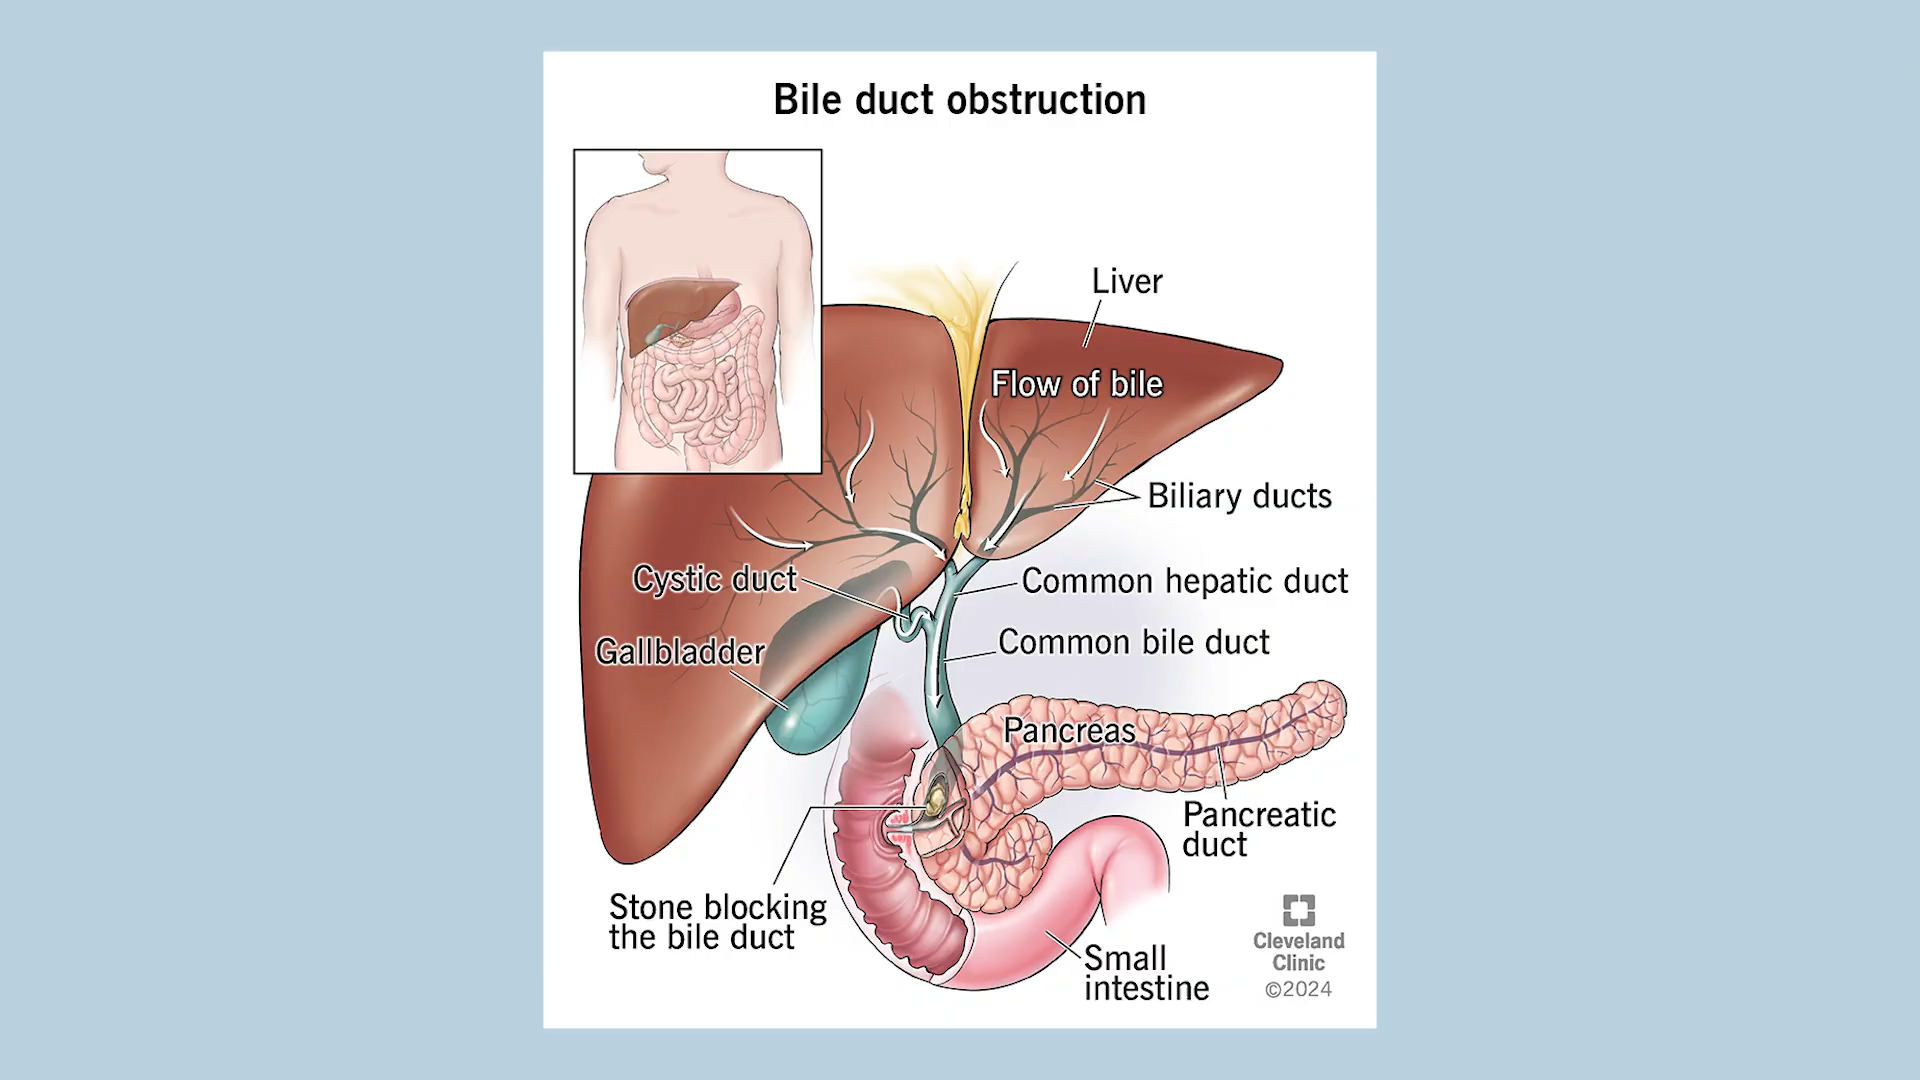 Bile duct obstruction
Liver
Flow of bile
Biliary ducts
Cystic duct
Common hepatic duct
Common bile duct
Gallbladder
Pancreas
Pancreatic
duct
Stone blocking
the bile duct
Small
intestine
Cleveland
Clinic
©2024